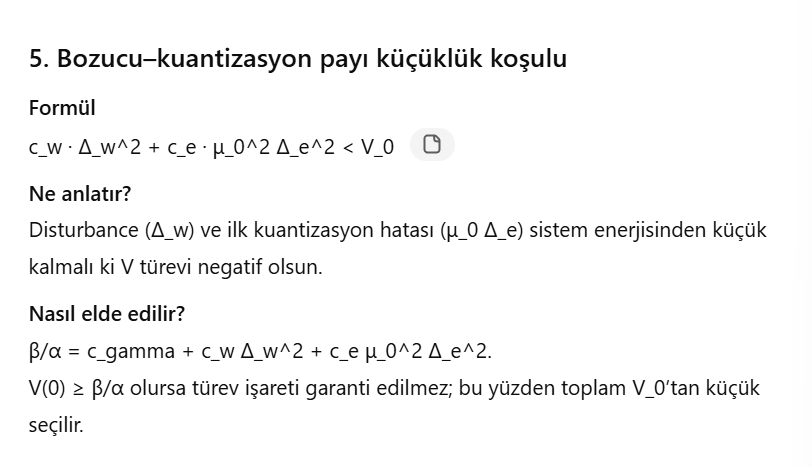 5. Bozucu–kuantizasyon payı küçüklük koşulu
Formül
c_w · Δ_w^2 + c_e · μ_0^2 Δ_e^2 < V_0
Ne anlatır?
Disturbance (Δ_w) ve ilk kuantizasyon hatası (μ_0 Δ_e) sistem enerjisinden küçük
kalmalı ki V türevi negatif olsun.
Nasıl elde edilir?
β/α = c_gamma + c_w Δ_w^2 + c_e μ_0^2 Δ_e^2.
V(0) ≥ β/α olursa türev işareti garanti edilmez; bu yüzden toplam V_0’tan küçük
seçilir.